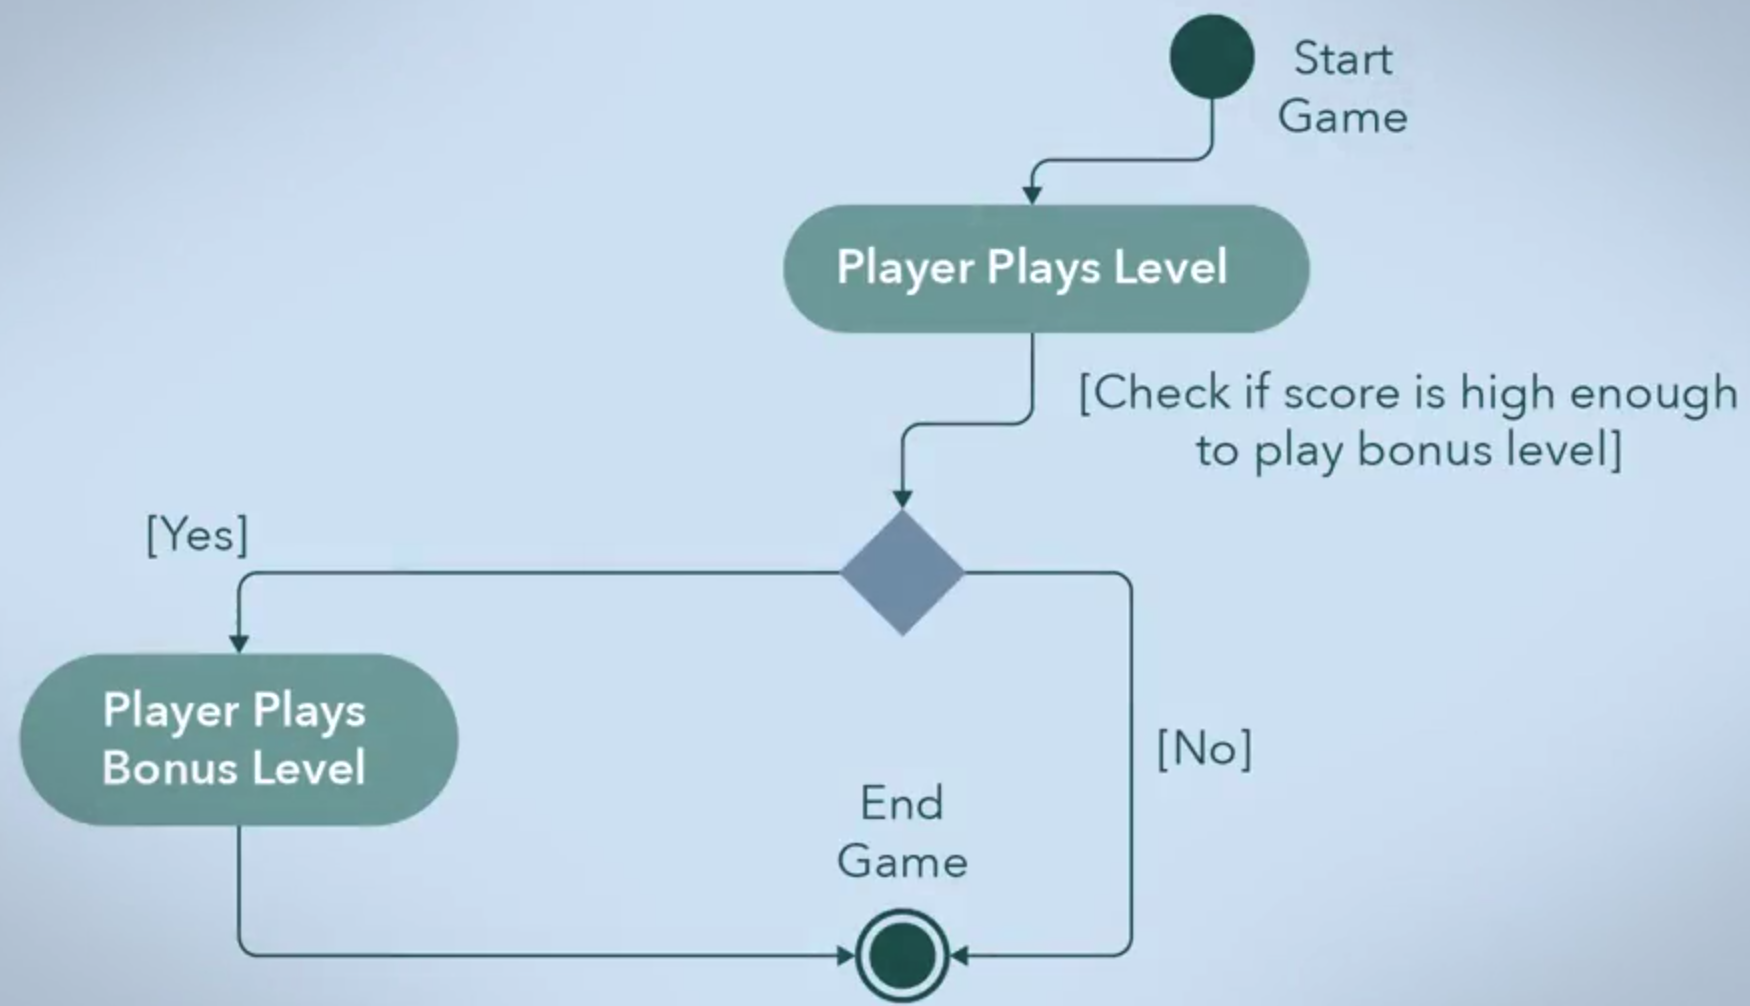 Start
Game
Player Plays Level
[Check if score is high enough
to play bonus level]
[Yes]
Player Plays
Bonus Level
[No]
End
Game